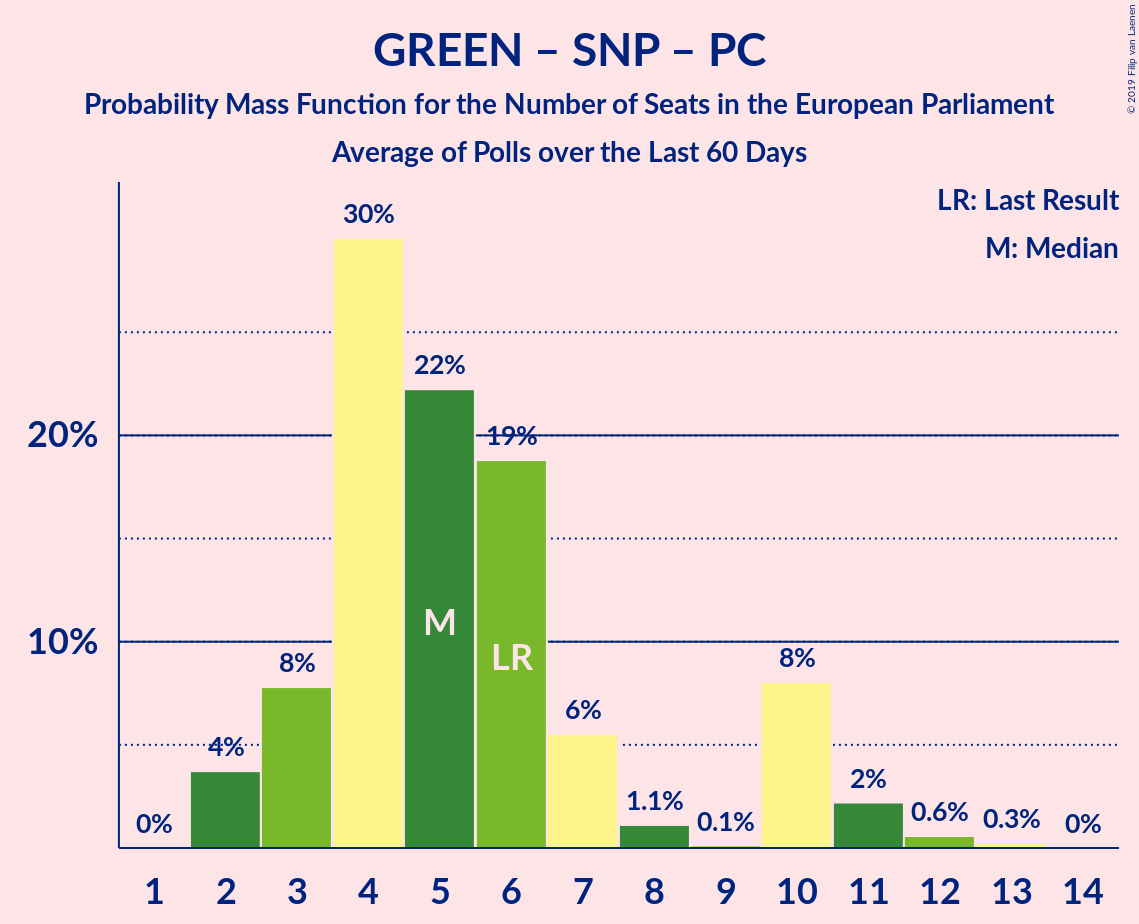 GREEN – SNP – PC
Probability Mass Function for the Number of Seats in the European Parliament
Average of Polls over the Last 60 Days
© 2019 Filip van Laenen
LR: Last Result
M: Median
30%
22%
20%
19%
M
LR
10%
8%
8%
6%
4%
2%
1.1%
0.6%
0.3%
0.1%
0%
0%
1 2 3 4 5 6 7 8 9 10 11 12 13 14